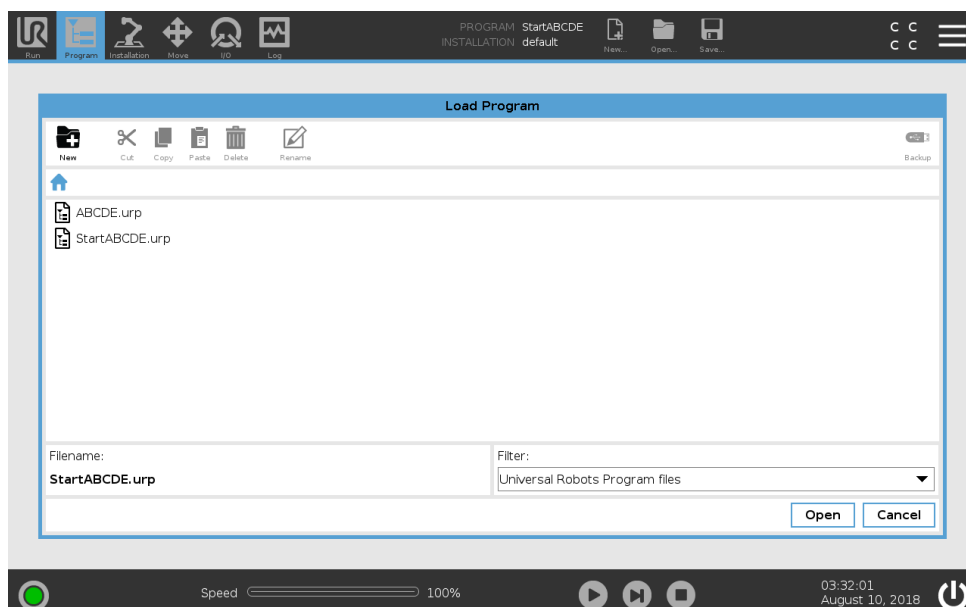 PROGRAM StartABCDE
INSTALLATION default
Run Program Installation Move I/O Log New... Open... Save...
C C
C C
Load Program
New Cut Copy Paste Delete Rename Backup
ABCDE.urp
StartABCDE.urp
Filename:
StartABCDE.urp
Filter:
Universal Robots Program files
Open Cancel
Speed 100%
03:32:01
August 10, 2018